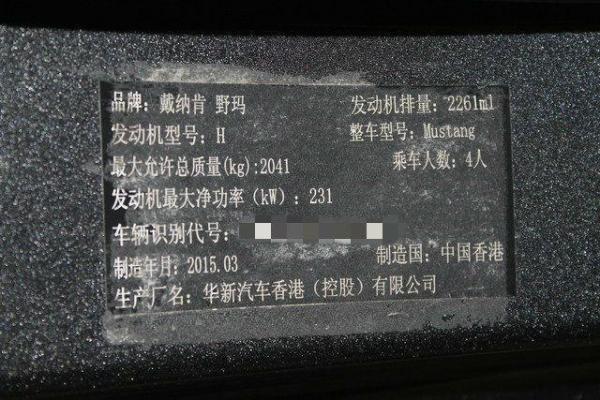 品牌：戴纳肯 野玛 发动机排量：2261ml
发动机型号：H 整车型号：Mustang
最大允许总质量(kg):2041 乘车人数：4人
发动机最大净功率（kW）：231
车辆识别代号：
制造年月：2015.03 制造国：中国香港
生产厂名：华新汽车香港（控股）有限公司